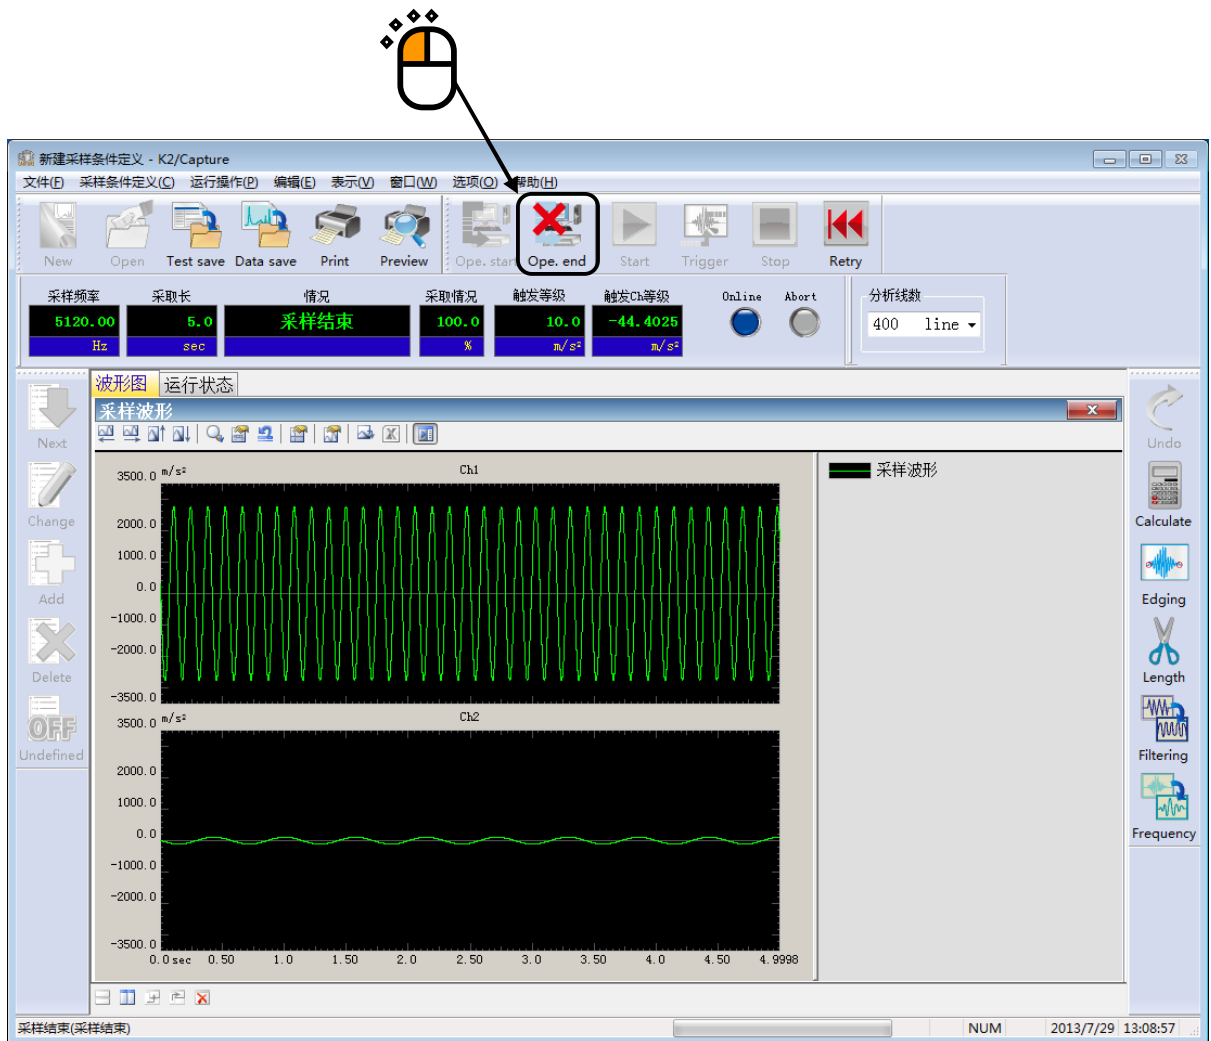 新建采样条件定义 - K2/Capture
文件(F) 采样条件定义(C) 运行操作(P) 编辑(E) 表示(V) 窗口(W) 选项(O) 帮助(H)
New Open Test save Data save Print Preview Ope. start Ope. end Start Trigger Stop Retry
采样频率 采取长 情况 采取情况 触发等级 触发Ch等级 Online Abort 分析线数
5120.00 5.0 采样结束 100.0 10.0 -44.4025 400 line
Hz sec % m/s² m/s²
波形图 运行状态
采样波形
Next
Change
Add
Delete
OFF
Undefined
3500.0 m/s² Ch1
2000.0
1000.0
0.0
-1000.0
-2000.0
-3500.0
3500.0 m/s² Ch2
2000.0
1000.0
0.0
-1000.0
-2000.0
-3500.0
0.0 sec 0.50 1.0 1.50 2.0 2.50 3.0 3.50 4.0 4.50 4.9998
采样波形
Undo
Calculate
Edging
Length
Filtering
Frequency
采样结束(采样结束) NUM 2013/7/29 13:08:57